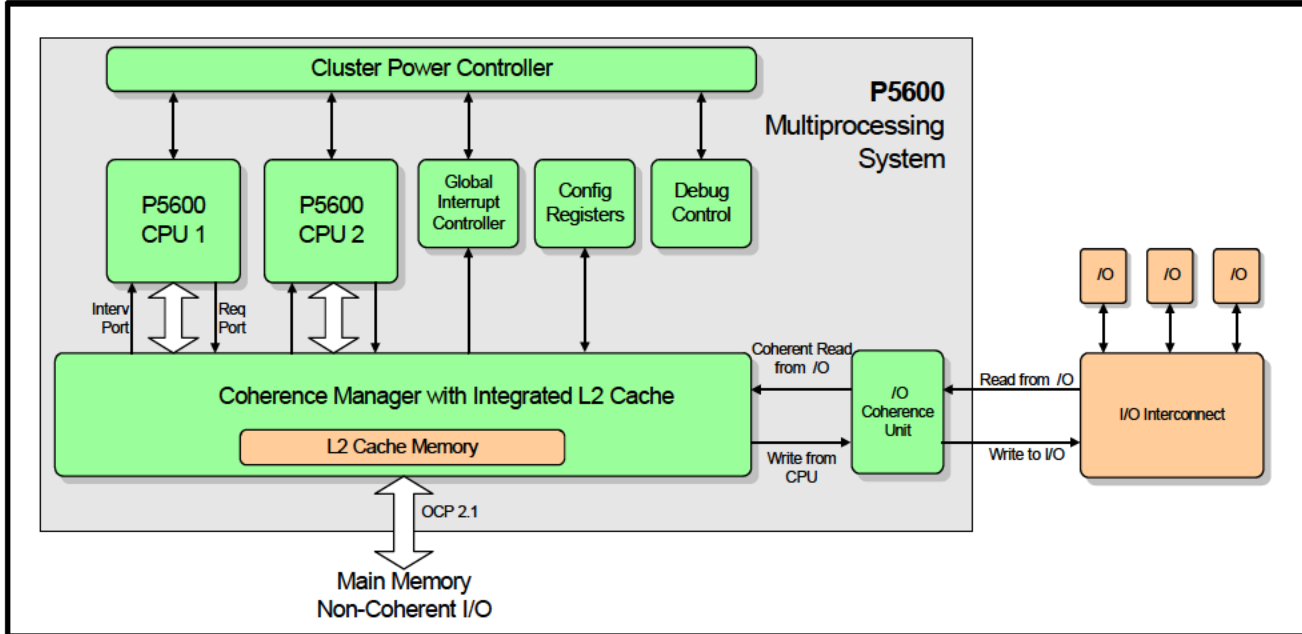 Cluster Power Controller
P5600
Multiprocessing
System
P5600
CPU 1
P5600
CPU 2
Global
Interrupt
Controller
Config
Registers
Debug
Control
/O
/O
/O
Interv
Port
Req
Port
Coherent Read
from /O
Read from /O
Coherence Manager with Integrated L2 Cache
/O
Coherence
Unit
I/O Interconnect
L2 Cache Memory
Write from
CPU
Write to I/O
OCP 2.1
Main Memory
Non-Coherent I/O